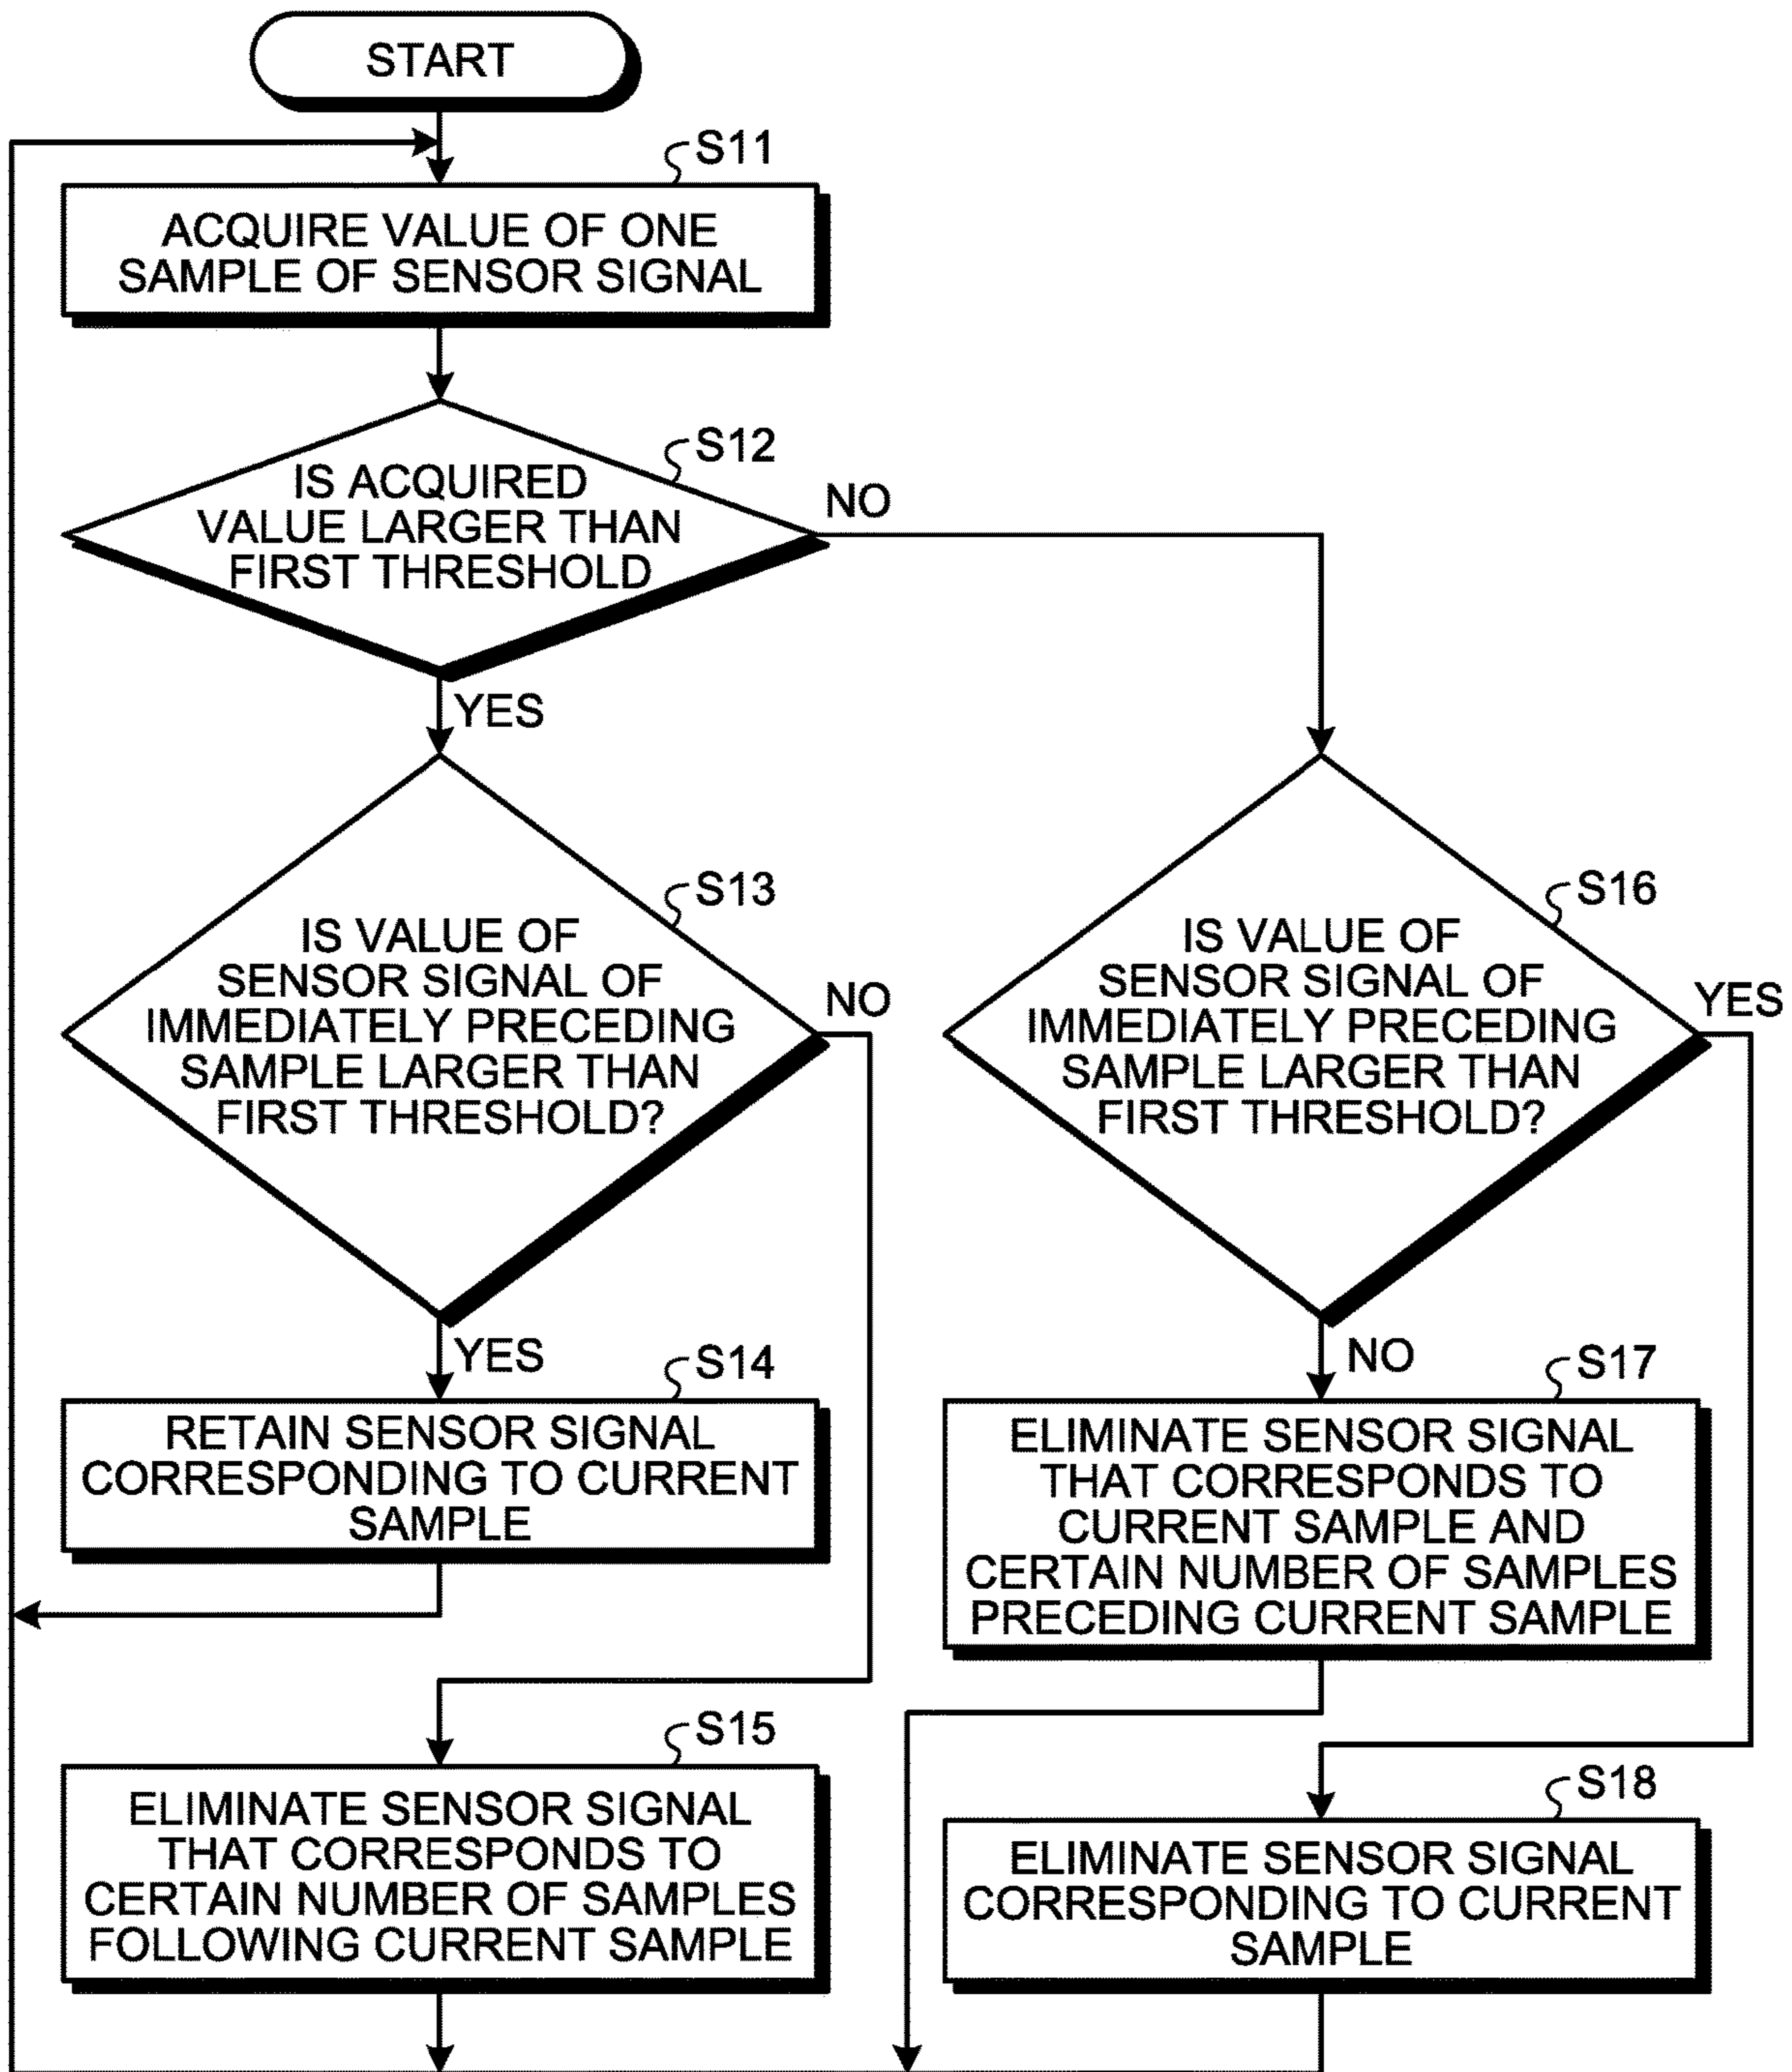 START
S11
ACQUIRE VALUE OF ONE
SAMPLE OF SENSOR SIGNAL
S12
IS ACQUIRED
VALUE LARGER THAN
FIRST THRESHOLD
NO
YES
S13
IS VALUE OF
SENSOR SIGNAL OF
IMMEDIATELY PRECEDING
SAMPLE LARGER THAN
FIRST THRESHOLD?
NO
YES
S16
IS VALUE OF
SENSOR SIGNAL OF
IMMEDIATELY PRECEDING
SAMPLE LARGER THAN
FIRST THRESHOLD?
YES
NO
S14
RETAIN SENSOR SIGNAL
CORRESPONDING TO CURRENT
SAMPLE
S17
ELIMINATE SENSOR SIGNAL
THAT CORRESPONDS TO
CURRENT SAMPLE AND
CERTAIN NUMBER OF SAMPLES
PRECEDING CURRENT SAMPLE
S15
ELIMINATE SENSOR SIGNAL
THAT CORRESPONDS TO
CERTAIN NUMBER OF SAMPLES
FOLLOWING CURRENT SAMPLE
S18
ELIMINATE SENSOR SIGNAL
CORRESPONDING TO CURRENT
SAMPLE